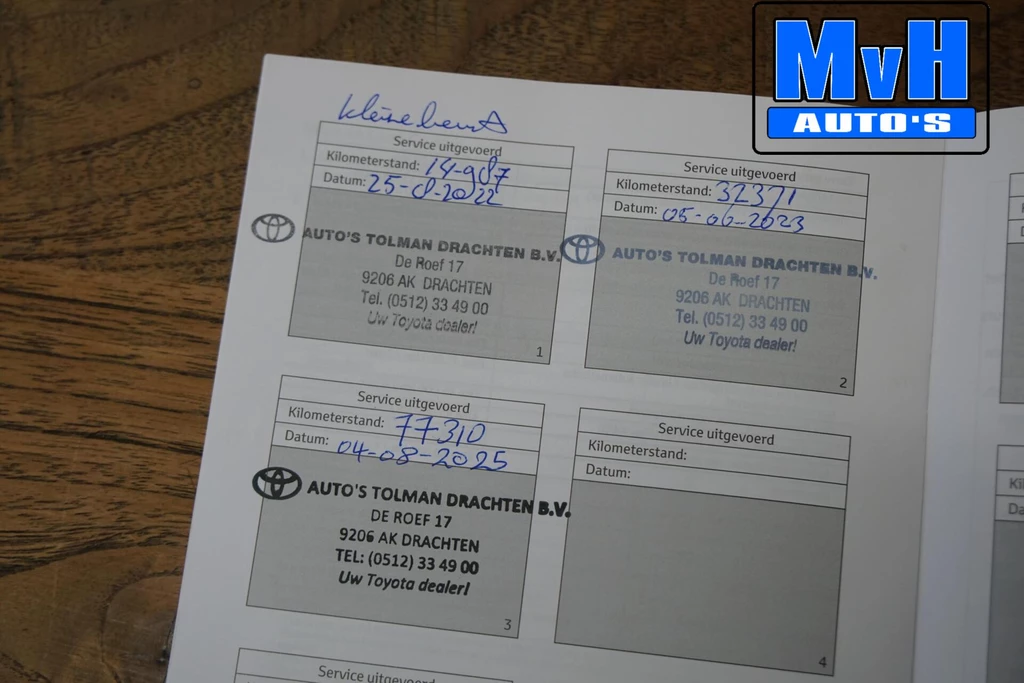 MvH
AUTO'S
kleine beurt
Service uitgevoerd
Kilometerstand: 14-987
Datum: 25-8-2022
AUTO'S TOLMAN DRACHTEN B.V.
De Roef 17
9206 AK DRACHTEN
Tel. (0512) 33 49 00
Uw Toyota dealer!
1
Service uitgevoerd
Kilometerstand: 32371
Datum: 05-06-2023
AUTO'S TOLMAN DRACHTEN B.V.
De Roef 17
9206 AK DRACHTEN
Tel. (0512) 33 49 00
Uw Toyota dealer!
2
Service uitgevoerd
Kilometerstand: 77310
Datum: 04-08-2025
AUTO'S TOLMAN DRACHTEN B.V.
DE ROEF 17
9206 AK DRACHTEN
TEL: (0512) 33 49 00
Uw Toyota dealer!
3
Service uitgevoerd
Kilometerstand:
Datum:
4
Service uitgevoerd